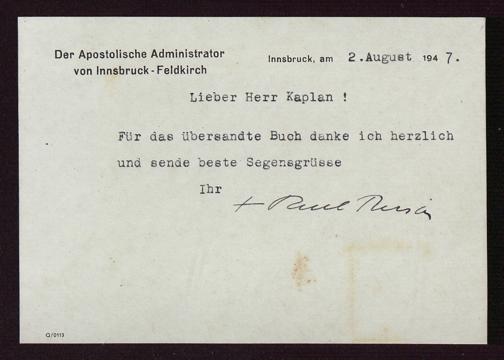 Der Apostolische Administrator
von Innsbruck-Feldkirch
Innsbruck, am 2.August 1947.
Lieber Herr Kaplan !
Für das übersandte Buch danke ich herzlich
und sende beste Segensgrüsse
Ihr
+ Paul
G/0113